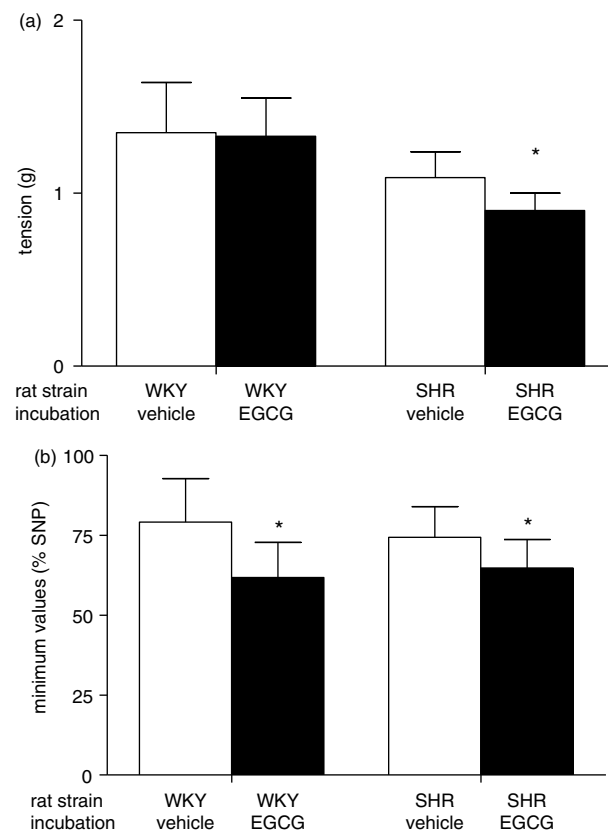 (a)
2
1
0
tension (g)
*
rat strain WKY WKY SHR SHR
incubation vehicle EGCG vehicle EGCG
(b)
100
75
50
25
0
minimum values (% SNP)
* *
rat strain WKY WKY SHR SHR
incubation vehicle EGCG vehicle EGCG